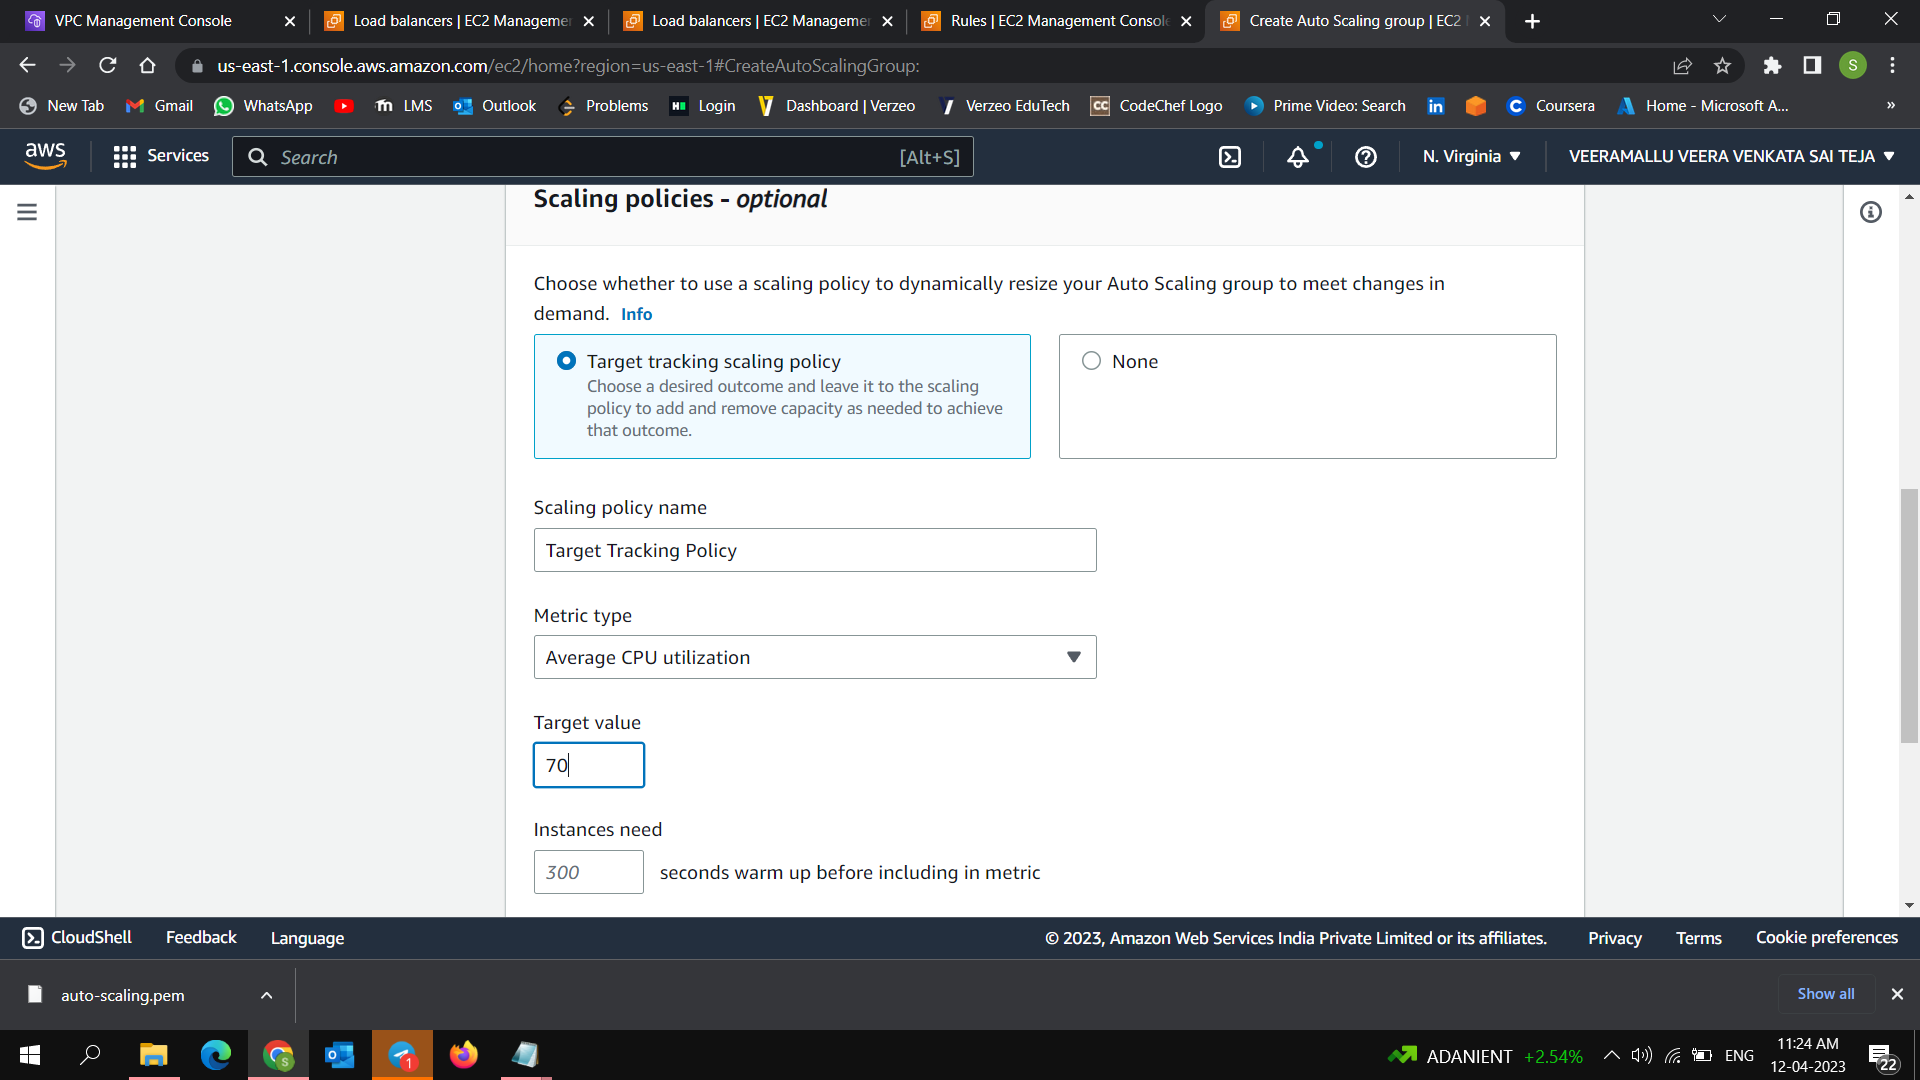 VPC Management Console
Load balancers | EC2 Managemen
Load balancers | EC2 Managemen
Rules | EC2 Management Console
Create Auto Scaling group | EC2 M
us-east-1.console.aws.amazon.com/ec2/home?region=us-east-1#CreateAutoScalingGroup:
S
New Tab
Gmail
WhatsApp
LMS
Outlook
Problems
Login
Dashboard | Verzeo
Verzeo EduTech
CodeChef Logo
Prime Video: Search
Coursera
Home - Microsoft A...
»
aws
Services
Search
[Alt+S]
N. Virginia
VEERAMALLU VEERA VENKATA SAI TEJA
Scaling policies - optional
Choose whether to use a scaling policy to dynamically resize your Auto Scaling group to meet changes in
demand. Info
Target tracking scaling policy
Choose a desired outcome and leave it to the scaling
policy to add and remove capacity as needed to achieve
that outcome.
None
Scaling policy name
Target Tracking Policy
Metric type
Average CPU utilization
Target value
70
Instances need
300
seconds warm up before including in metric
CloudShell
Feedback
Language
© 2023, Amazon Web Services India Private Limited or its affiliates.
Privacy
Terms
Cookie preferences
auto-scaling.pem
Show all
1
ADANIENT +2.54%
ENG
11:24 AM
12-04-2023
22